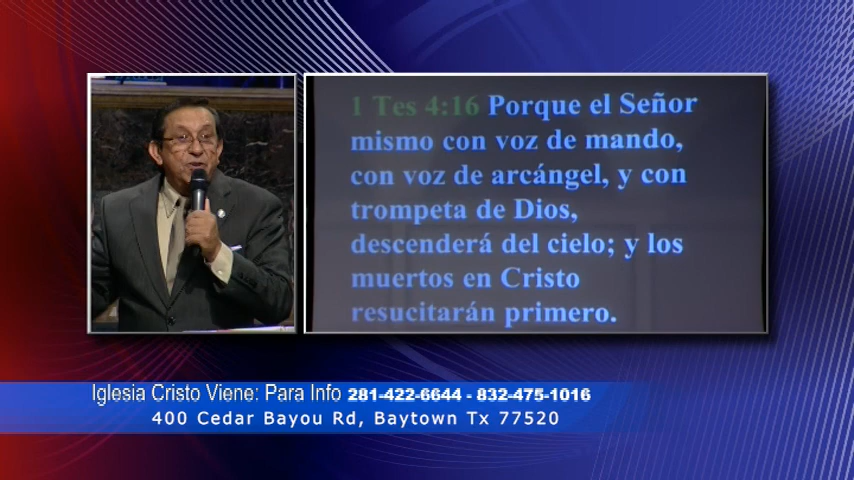 1 Tes 4:16 Porque el Señor
mismo con voz de mando,
con voz de arcángel, y con
trompeta de Dios,
descenderá del cielo; y los
muertos en Cristo
resucitarán primero.
Iglesia Cristo Viene: Para Info 281-422-6644 - 832-475-1016
400 Cedar Bayou Rd, Baytown Tx 77520